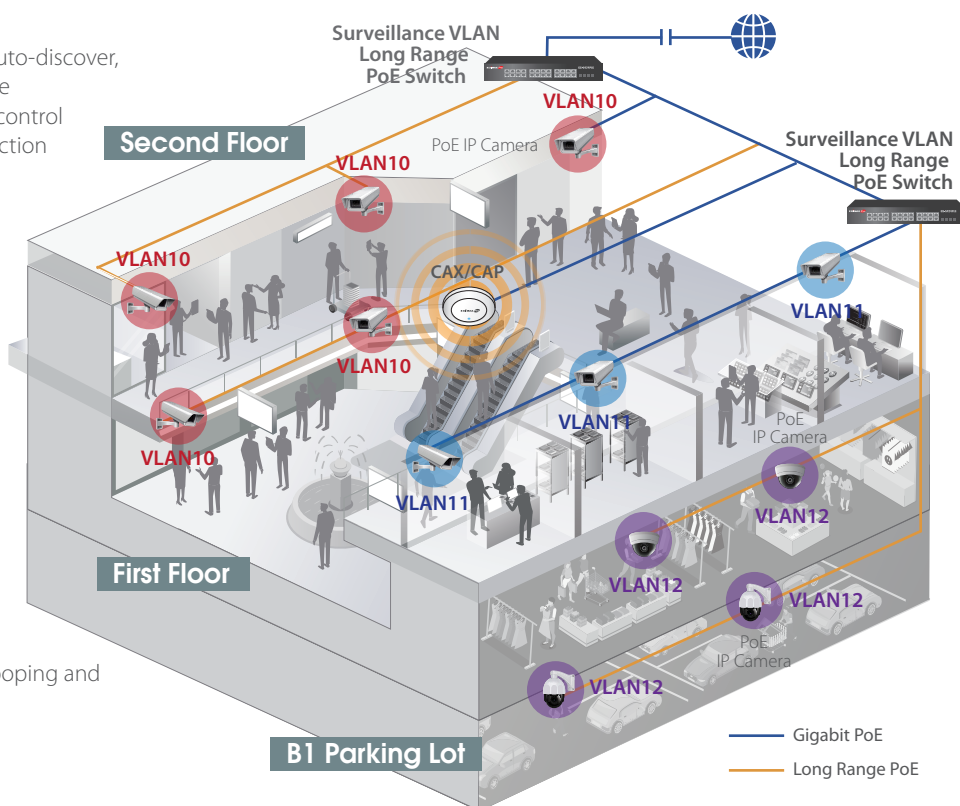 uto-discover,
e
control
ction
Surveillance VLAN
Long Range
PoE Switch
Second Floor
VLAN10
PoE IP Camera
VLAN10
Surveillance VLAN
Long Range
PoE Switch
VLAN10
CAX/CAP
VLAN11
VLAN10
VLAN11
PoE
IP Camera
VLAN10
VLAN11
VLAN12
First Floor
VLAN12
VLAN12
PoE
IP Camera
ooping and
VLAN12
B1 Parking Lot
Gigabit PoE
Long Range PoE